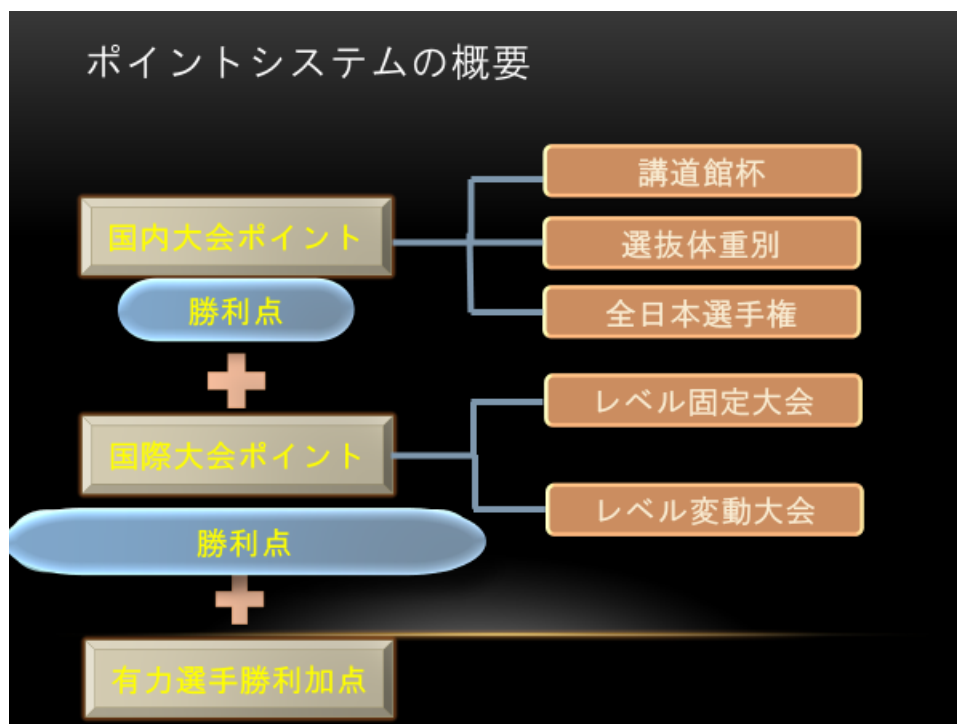 ポイントシステムの概要
講道館杯
国内大会ポイント
選抜体重別
勝利点
全日本選手権
レベル固定大会
国際大会ポイント
レベル変動大会
勝利点
有力選手勝利加点